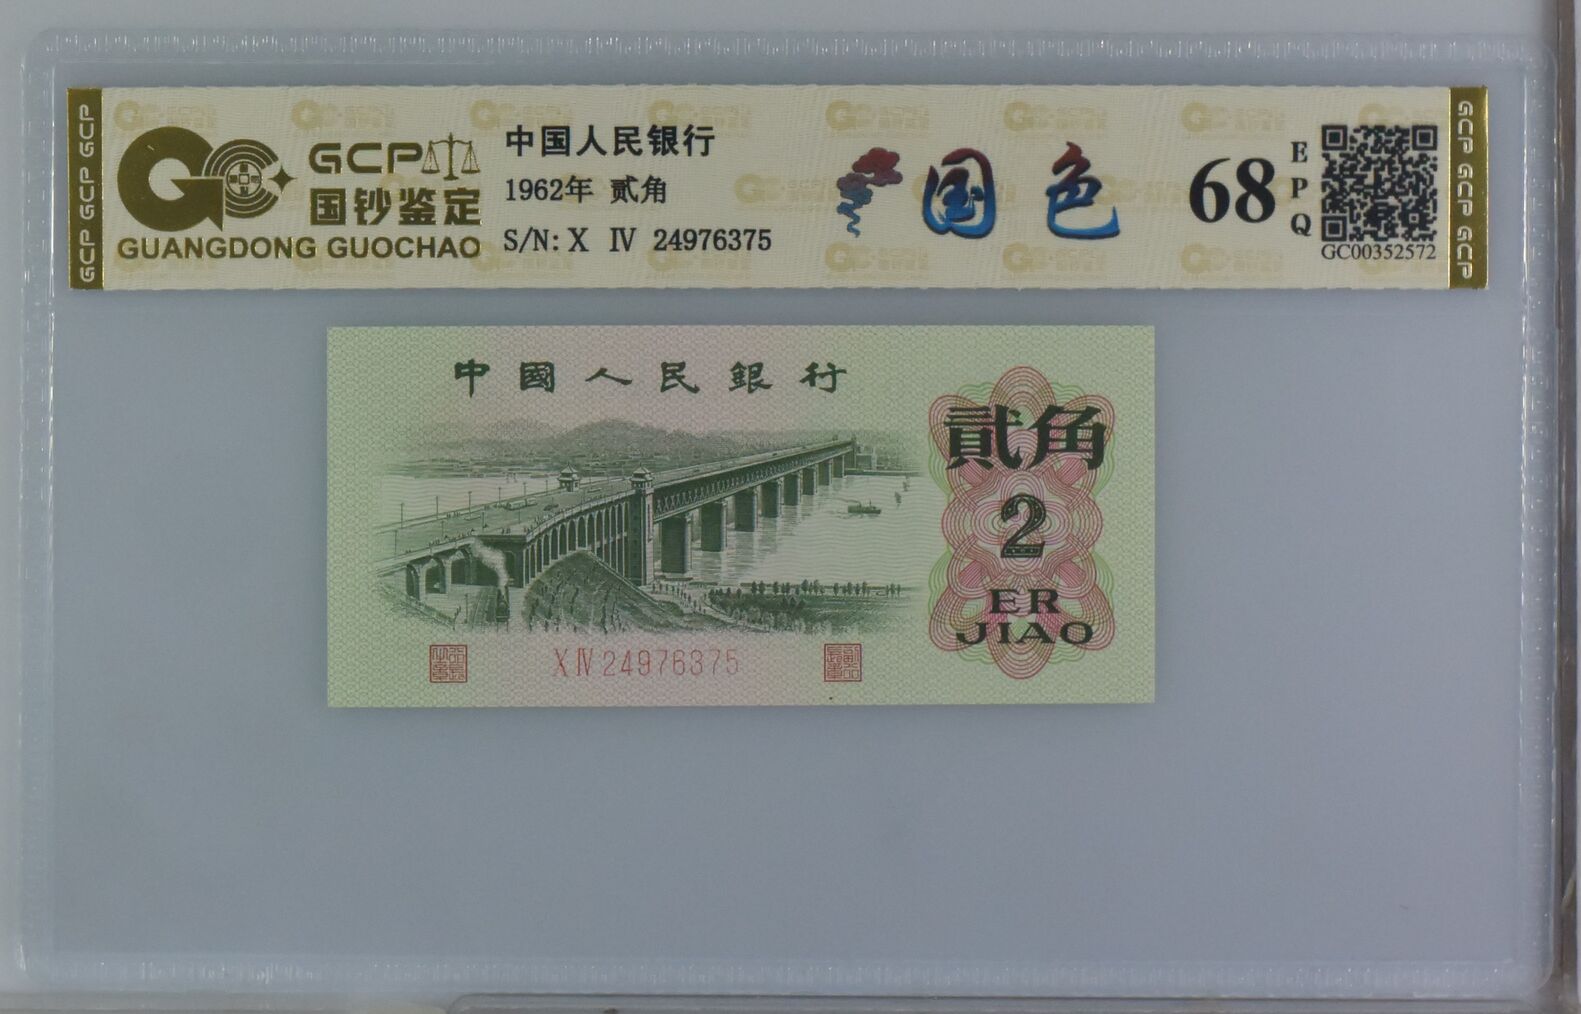 GCP GCP GCP
GCP
国钞鉴定
GUANGDONG GUOCHAO
中国人民银行
1962年 贰角
S/N: X Ⅳ 24976375
国色
68
EPQ
GC00352572
GCP GCP GCP
中國人民銀行
貳角
2
ER
JIAO
X Ⅳ 24976375